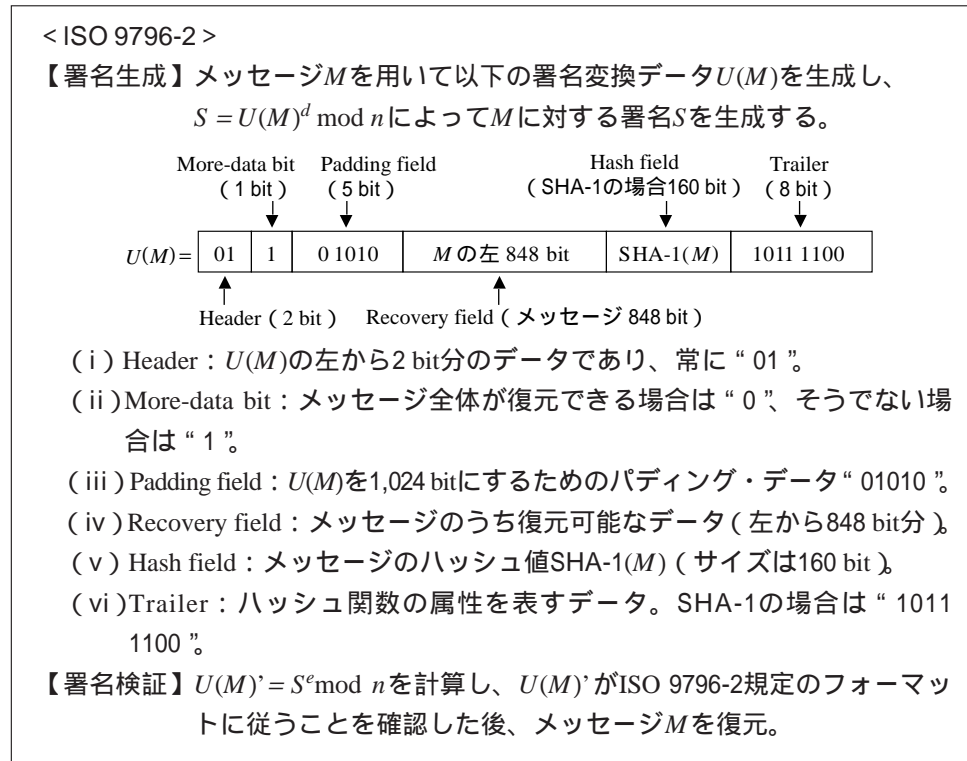 ＜ISO 9796-2＞
【署名生成】メッセージMを用いて以下の署名変換データU(M)を生成し、
S = U(M)^d mod nによってMに対する署名Sを生成する。
More-data bit Padding field Hash field Trailer
（1 bit） （5 bit） （SHA-1の場合160 bit） （8 bit）
U(M)= 01 1 0 1010 M の左 848 bit SHA-1(M) 1011 1100
Header（2 bit） Recovery field（メッセージ 848 bit）
（i）Header：U(M)の左から2 bit分のデータであり、常に“01”。
（ii）More-data bit：メッセージ全体が復元できる場合は“0”、そうでない場
合は“1”。
（iii）Padding field：U(M)を1,024 bitにするためのパディング・データ“01010”。
（iv）Recovery field：メッセージのうち復元可能なデータ（左から848 bit分）。
（v）Hash field：メッセージのハッシュ値SHA-1(M)（サイズは160 bit）。
（vi）Trailer：ハッシュ関数の属性を表すデータ。SHA-1の場合は“1011
1100”。
【署名検証】U(M)’= S^e mod nを計算し、U(M)’がISO 9796-2規定のフォーマッ
トに従うことを確認した後、メッセージMを復元。